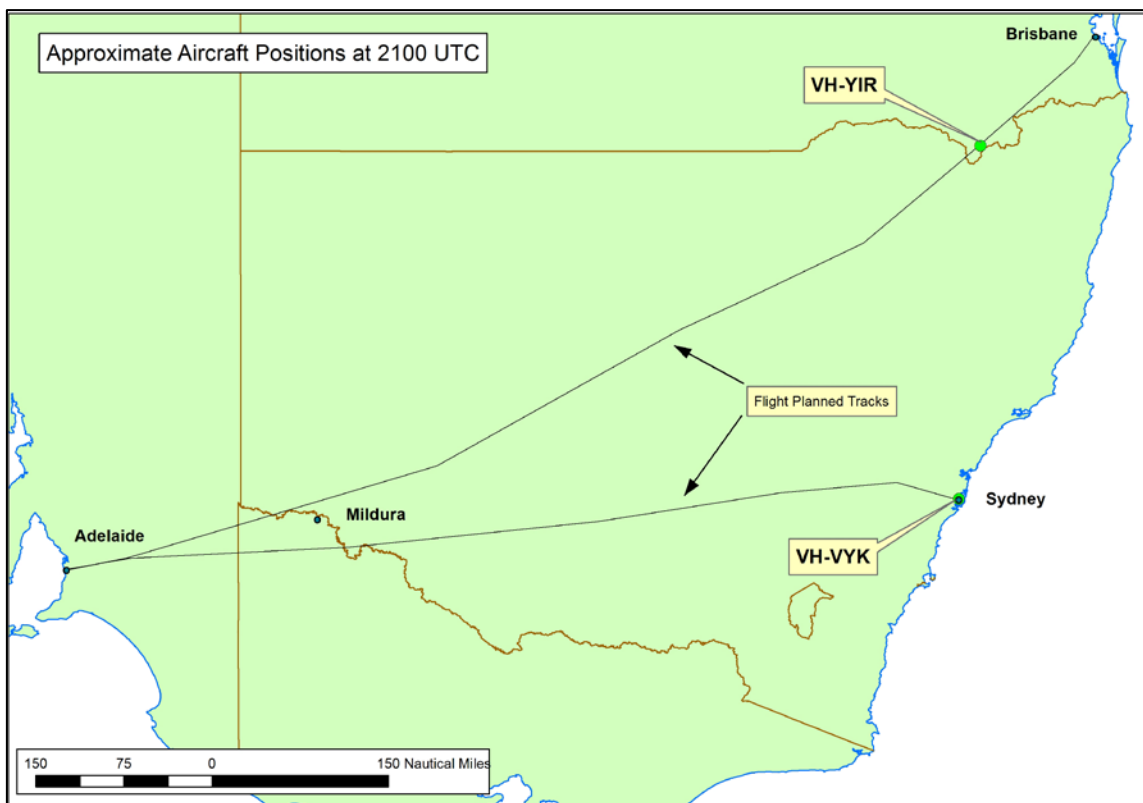 Approximate Aircraft Positions at 2100 UTC
Brisbane
VH-YIR
Flight Planned Tracks
Sydney
Mildura
Adelaide
VH-VYK
150 75 0 150 Nautical Miles